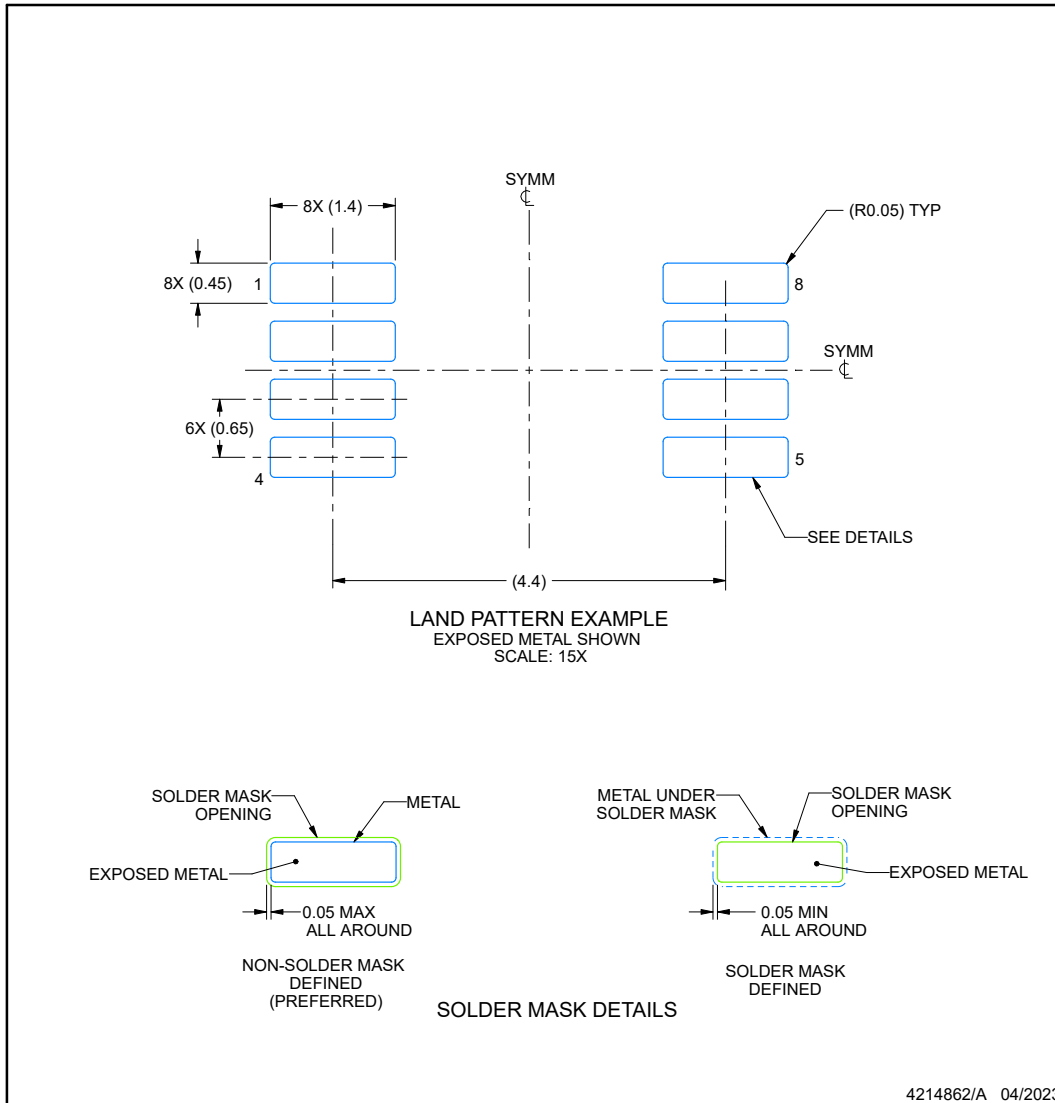 SYMM
℄
8X (1.4)
(R0.05) TYP
8X (0.45)
1
8
SYMM
℄
6X (0.65)
4
5
SEE DETAILS
(4.4)
LAND PATTERN EXAMPLE
EXPOSED METAL SHOWN
SCALE: 15X
SOLDER MASK
OPENING
METAL
EXPOSED METAL
0.05 MAX
ALL AROUND
NON-SOLDER MASK
DEFINED
(PREFERRED)
METAL UNDER
SOLDER MASK
SOLDER MASK
OPENING
EXPOSED METAL
0.05 MIN
ALL AROUND
SOLDER MASK
DEFINED
SOLDER MASK DETAILS
4214862/A 04/2023